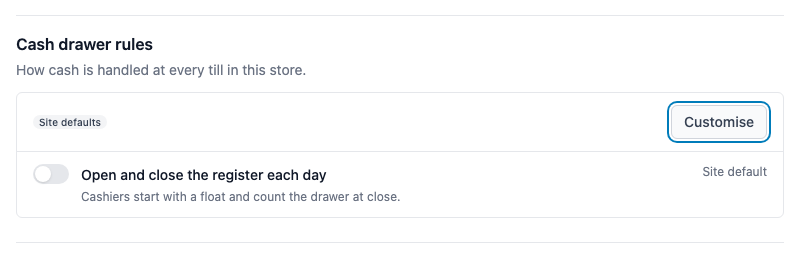 Cash drawer rules
How cash is handled at every till in this store.
Site defaults
Customise
Open and close the register each day
Site default
Cashiers start with a float and count the drawer at close.